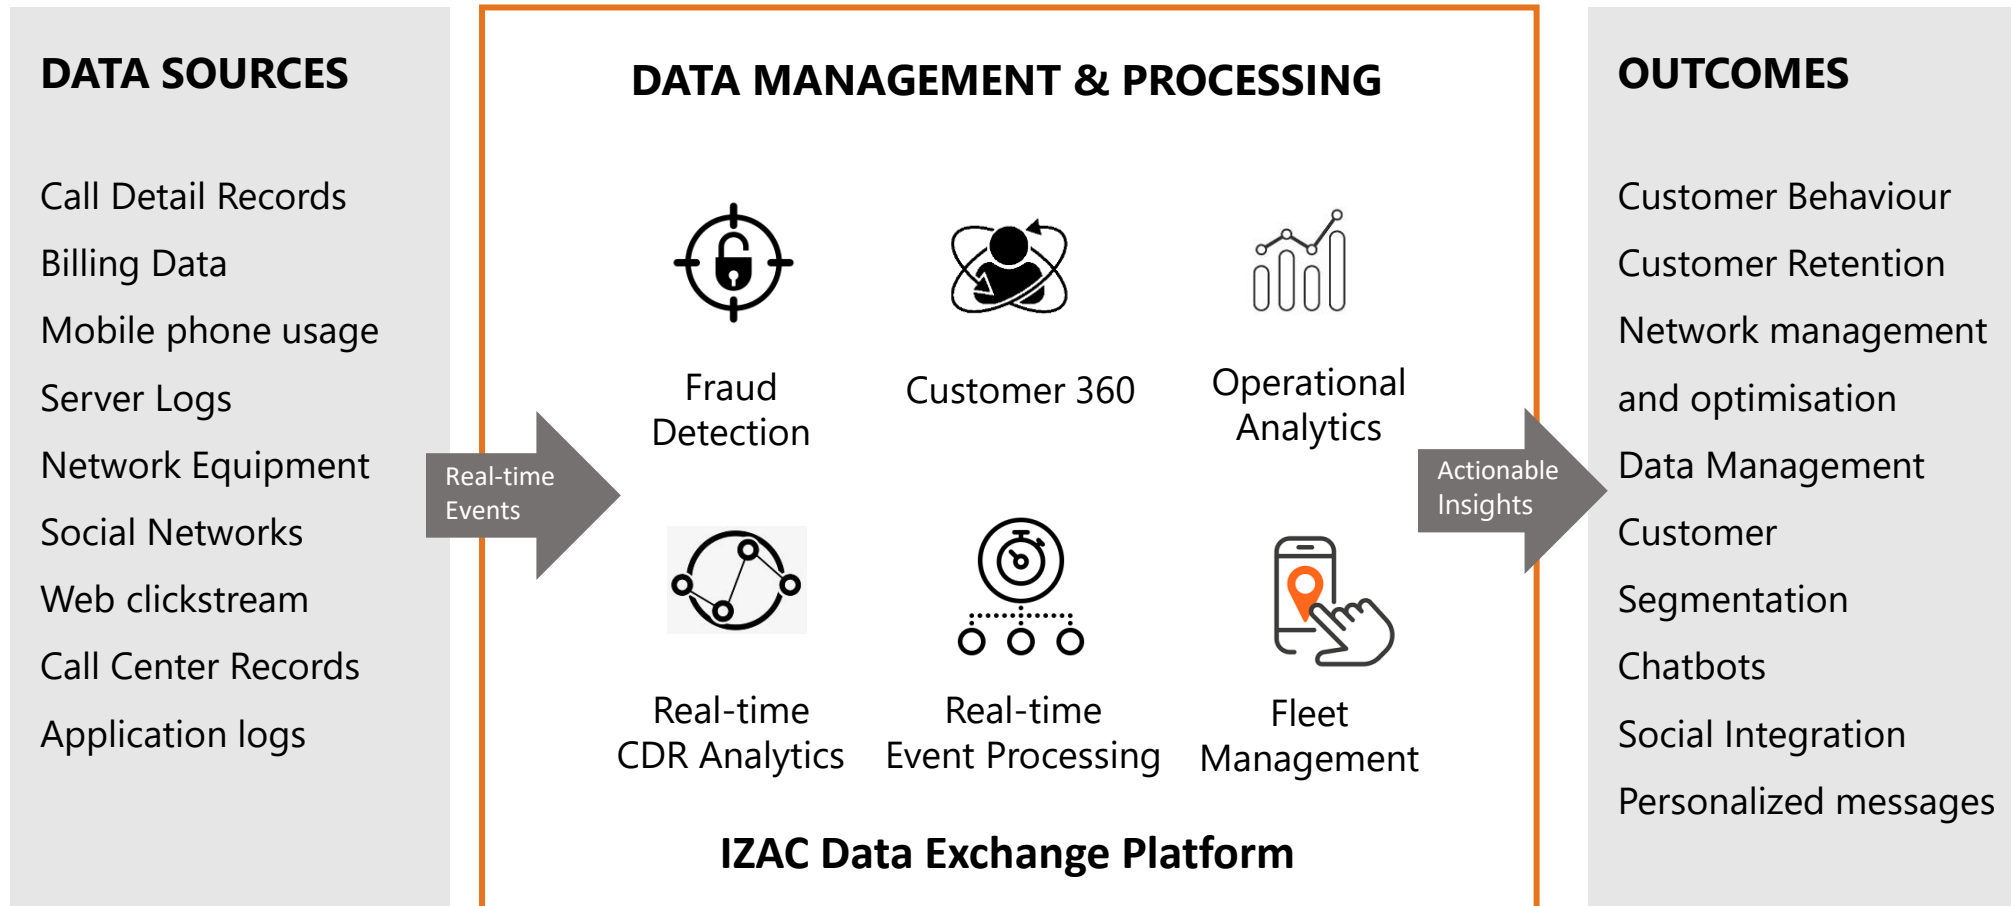 DATA SOURCES
Call Detail Records
Billing Data
Mobile phone usage
Server Logs
Network Equipment
Social Networks
Web clickstream
Call Center Records
Application logs
Real-time
Events
DATA MANAGEMENT & PROCESSING
Fraud
Detection
Customer 360
Operational
Analytics
Real-time
CDR Analytics
Real-time
Event Processing
Fleet
Management
IZAC Data Exchange Platform
Actionable
Insights
OUTCOMES
Customer Behaviour
Customer Retention
Network management
and optimisation
Data Management
Customer
Segmentation
Chatbots
Social Integration
Personalized messages